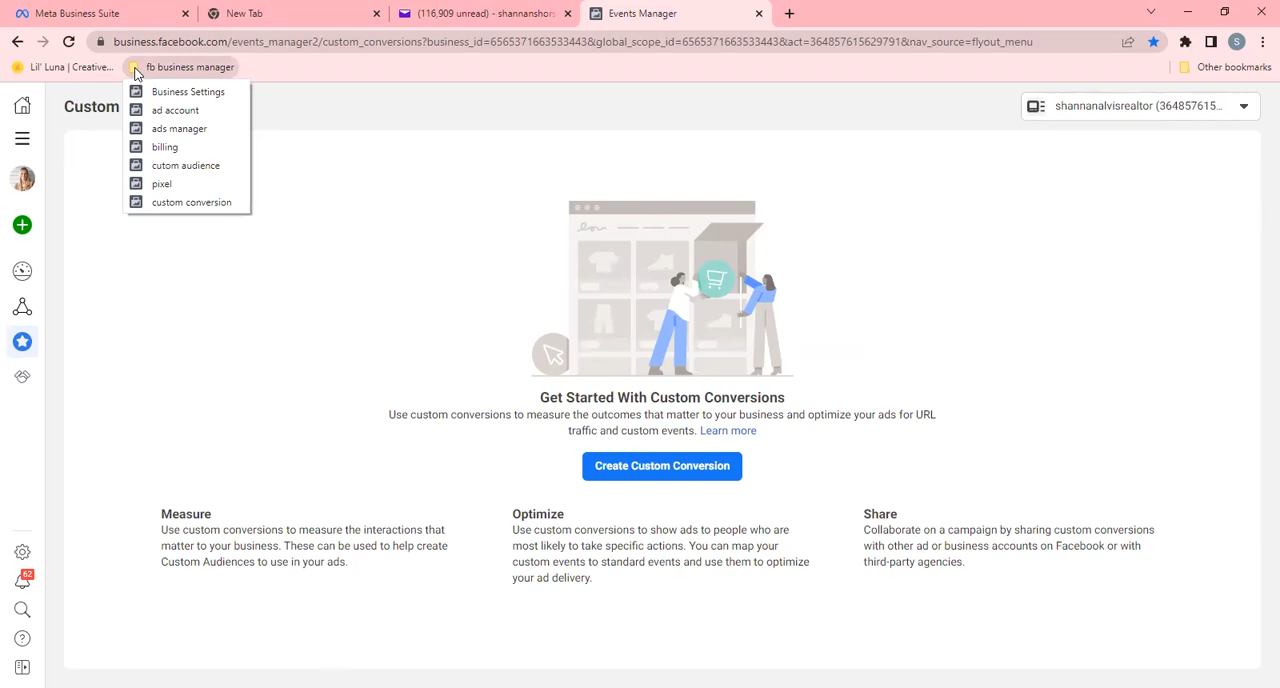 Meta Business Suite
New Tab
(116,909 unread) - shannanshors
Events Manager
business.facebook.com/events_manager2/custom_conversions?business_id=6565371663533443&global_scope_id=6565371663533443&act=364857615629791&nav_source=flyout_menu
S
Lil' Luna | Creative...
fb business manager
Other bookmarks
Business Settings
ad account
ads manager
billing
cutom audience
pixel
custom conversion
Custom
shannanalvisrealtor (364857615...
Get Started With Custom Conversions
Use custom conversions to measure the outcomes that matter to your business and optimize your ads for URL
traffic and custom events. Learn more
Create Custom Conversion
Measure
Use custom conversions to measure the interactions that
matter to your business. These can be used to help create
Custom Audiences to use in your ads.
Optimize
Use custom conversions to show ads to people who are
most likely to take specific actions. You can map your
custom events to standard events and use them to optimize
your ad delivery.
Share
Collaborate on a campaign by sharing custom conversions
with other ad or business accounts on Facebook or with
third-party agencies.
62